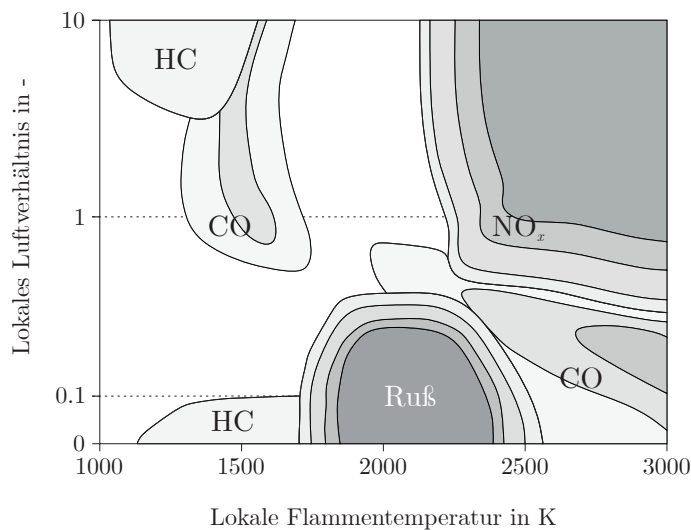 10
HC
Lokales Luftverhältnis in -
1
CO
NOx
CO
0.1
Ruß
HC
0
1000 1500 2000 2500 3000
Lokale Flammentemperatur in K